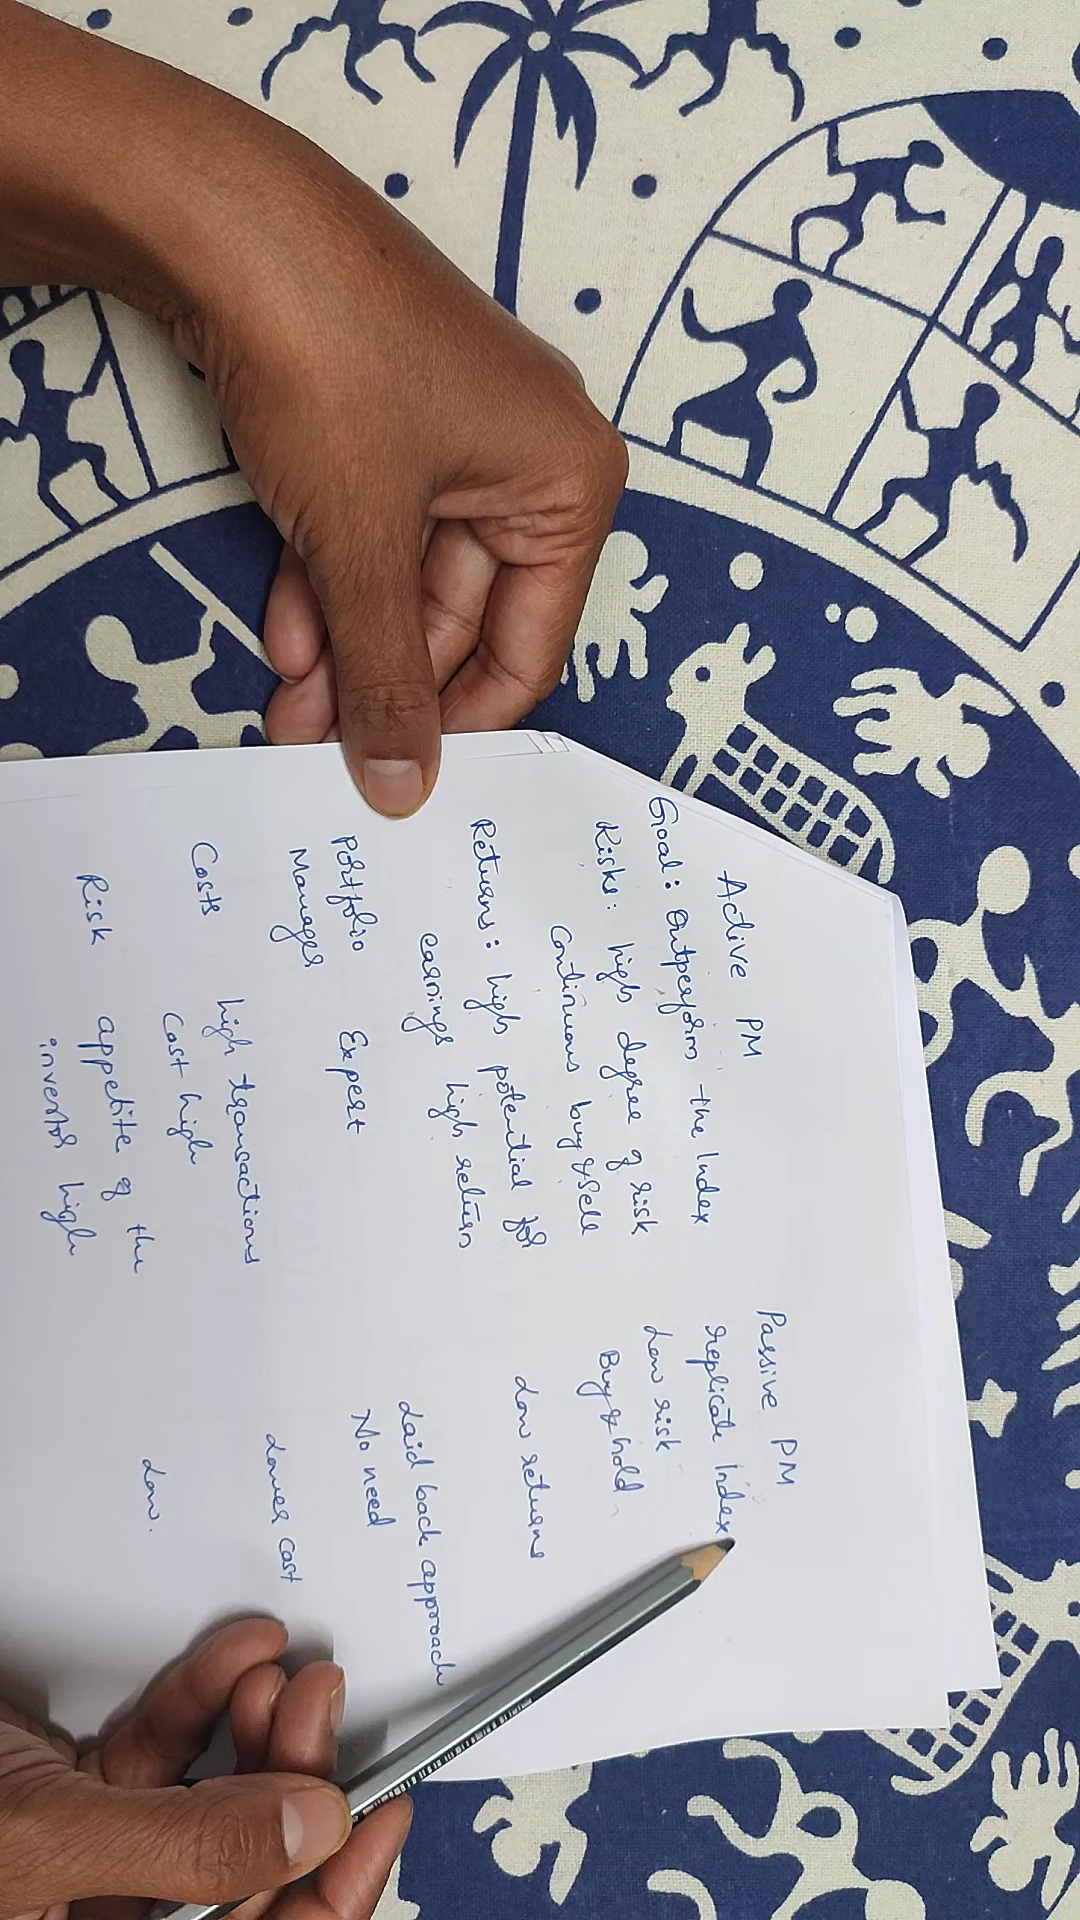 Active PM Passive PM
Goal: Outperform the Index replicate Index
Risks: high degree of risk Low risk
Continuous buy & Sell Buy & hold
Returns: high potential for Low returns
earnings high return
Portfolio Expert Laid back approach
Manager No need
Costs high transactions Lower cost
Cost high
Risk appetite of the Low.
investor high